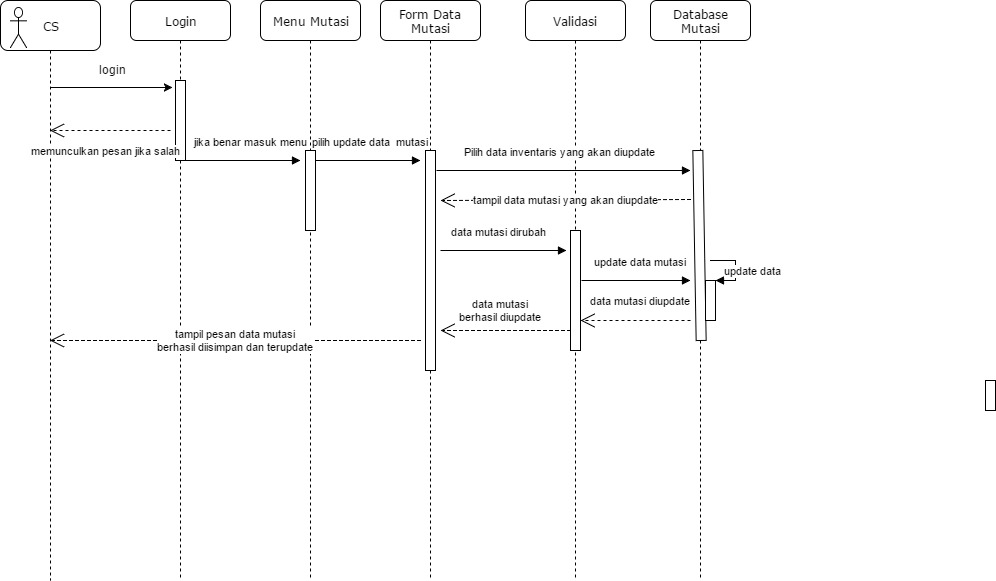 CS
Login
Menu Mutasi
Form Data
Mutasi
Validasi
Database
Mutasi
login
memunculkan pesan jika salah
jika benar masuk menu
pilih update data mutasi
Pilih data inventaris yang akan diupdate
tampil data mutasi yang akan diupdate
data mutasi dirubah
update data mutasi
update data
data mutasi diupdate
data mutasi
berhasil diupdate
tampil pesan data mutasi
berhasil diisimpan dan terupdate